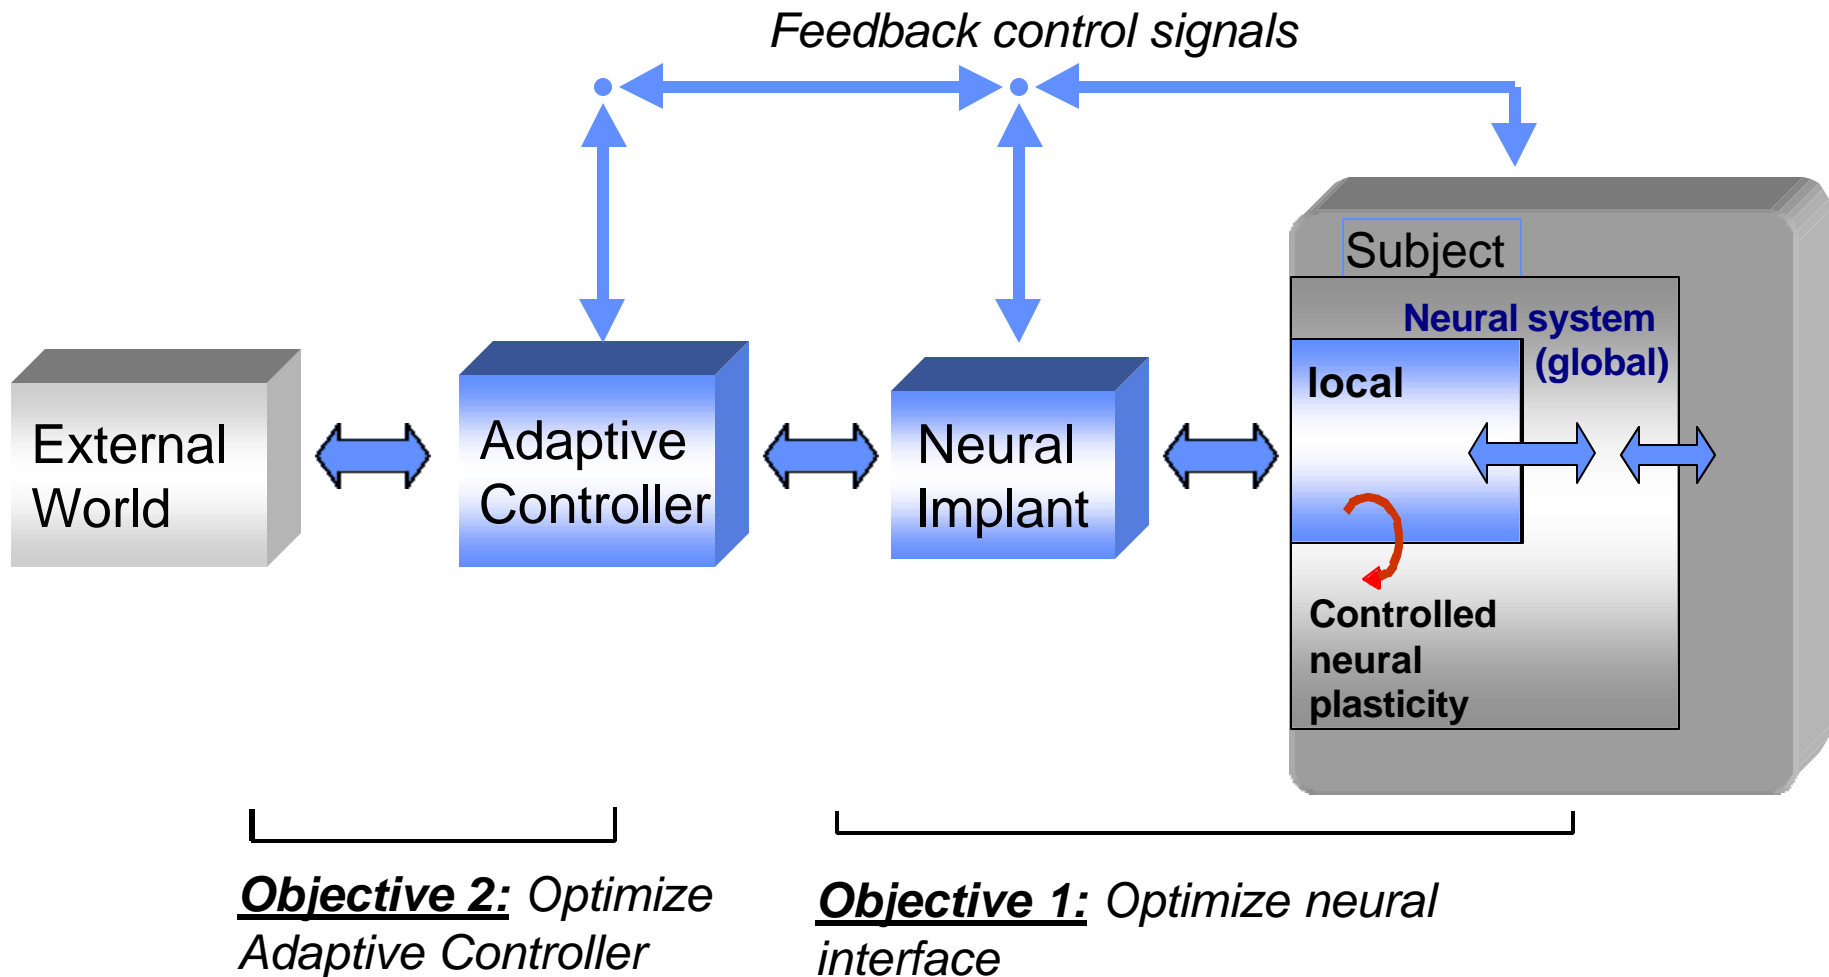 Feedback control signals
Subject
Neural system
(global)
local
External
World
Adaptive
Controller
Neural
Implant
Controlled
neural
plasticity
Objective 2: Optimize
Adaptive Controller
Objective 1: Optimize neural
interface